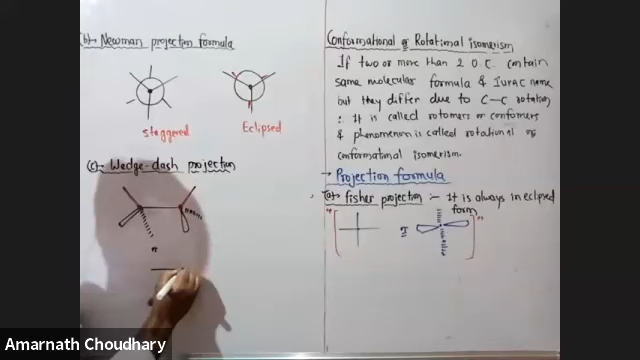 (b)→ Newman projection formula
Staggered
Eclipsed
(c)→ Wedge-dash projection
Conformational or Rotational isomerism
If two or more than 2 O.C. contain
same molecular formula & IUPAC name
but they differ due to C-C rotation
∴ It is called rotomers or confomers
& phenomenon is called rotational or
conformational isomerism.
→ Projection formula
(a)→ fisher projection :- It is always in eclipsed
form
Amarnath Choudhary